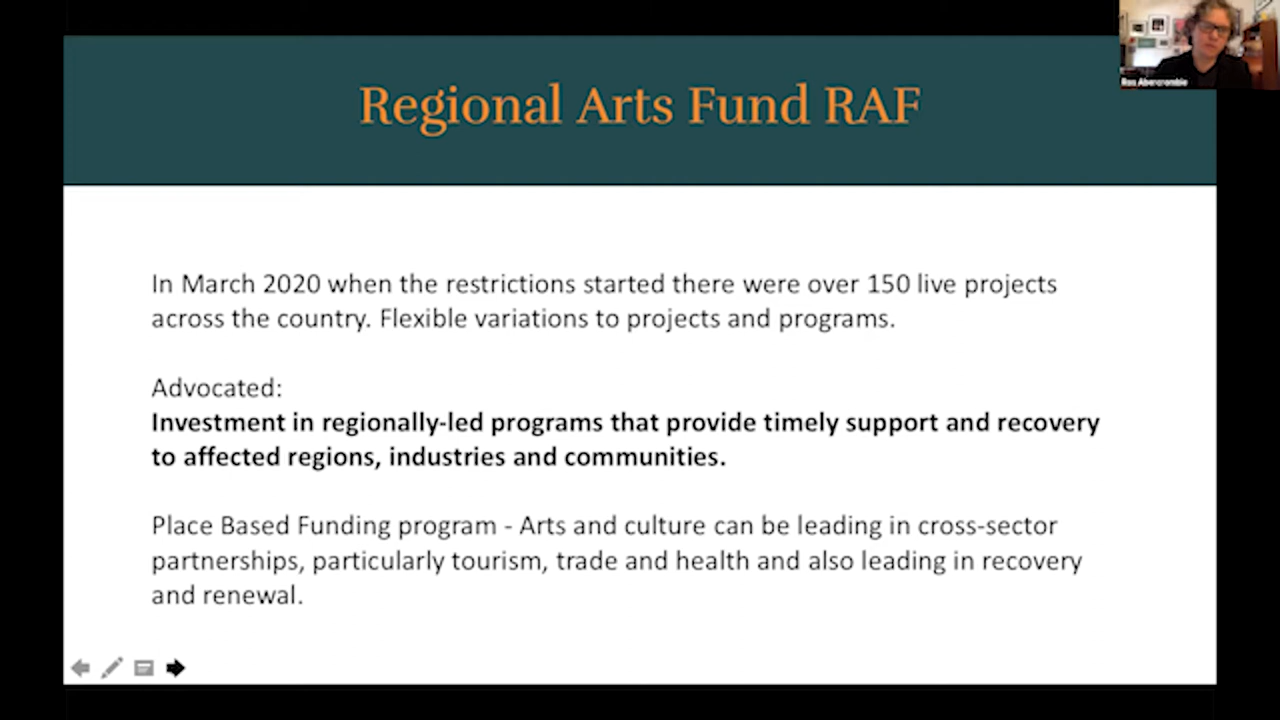 Regional Arts Fund RAF
Ros Abercrombie
In March 2020 when the restrictions started there were over 150 live projects
across the country. Flexible variations to projects and programs.
Advocated:
Investment in regionally-led programs that provide timely support and recovery
to affected regions, industries and communities.
Place Based Funding program - Arts and culture can be leading in cross-sector
partnerships, particularly tourism, trade and health and also leading in recovery
and renewal.